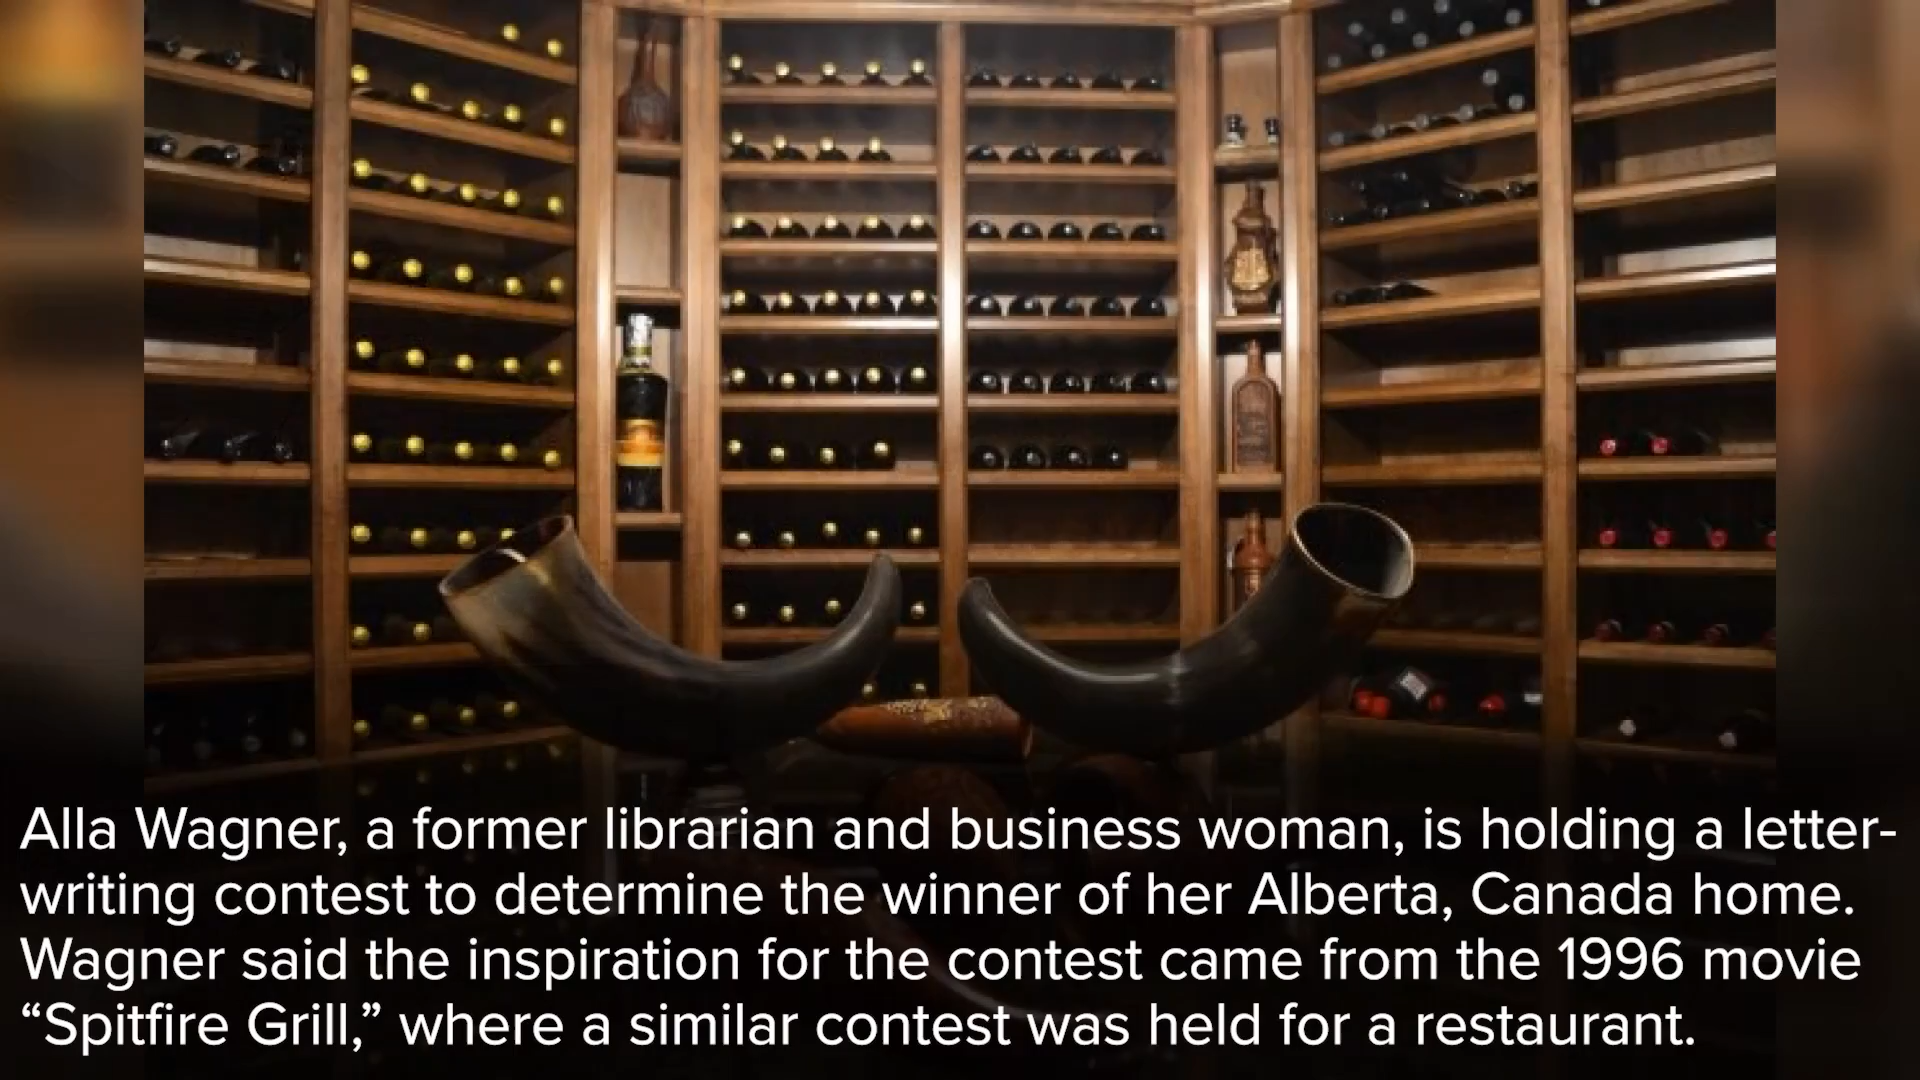 Alla Wagner, a former librarian and business woman, is holding a letter-
writing contest to determine the winner of her Alberta, Canada home.
Wagner said the inspiration for the contest came from the 1996 movie
“Spitfire Grill,” where a similar contest was held for a restaurant.